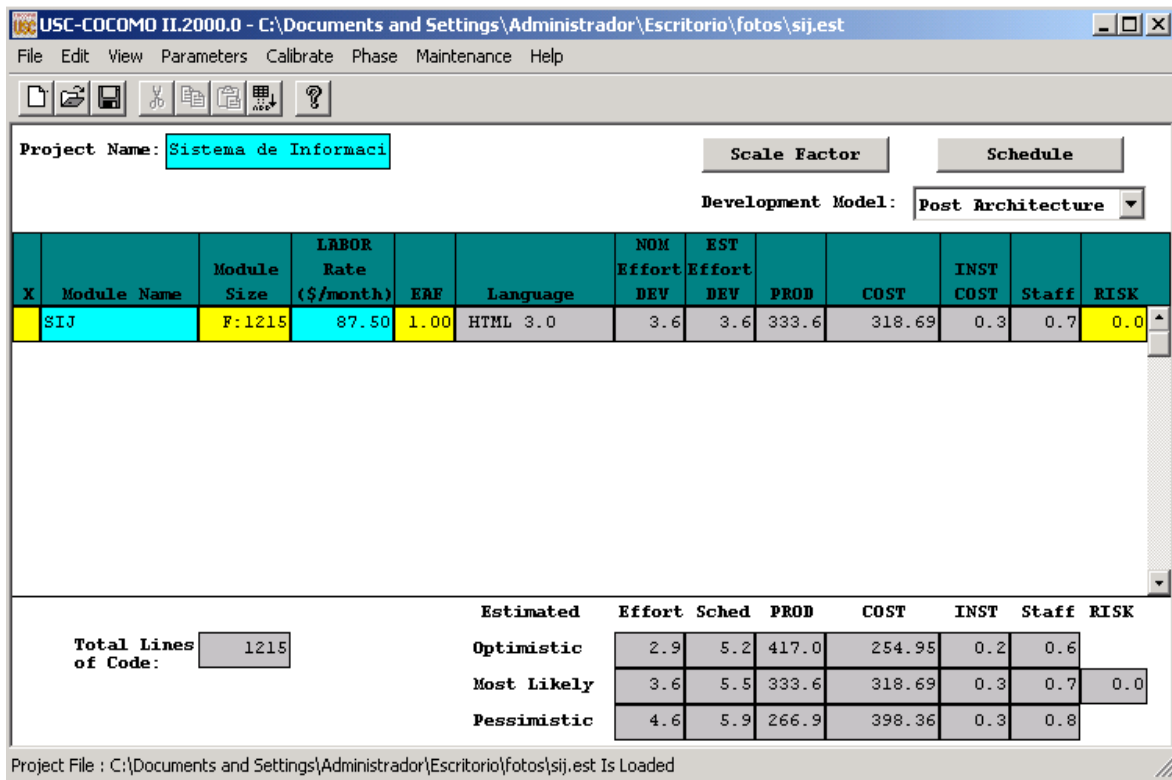 USC-COCOMO II.2000.0 - C:\Documents and Settings\Administrador\Escritorio\fotos\sij.est
File Edit View Parameters Calibrate Phase Maintenance Help
Project Name: Sistema de Informaci
Scale Factor Schedule
Development Model: Post Architecture
X Module Name Module Size LABOR Rate ($/month) EAF Language NOM Effort DEV EST Effort DEV PROD COST INST COST Staff RISK
SIJ F:1215 87.50 1.00 HTML 3.0 3.6 3.6 333.6 318.69 0.3 0.7 0.0
Estimated Effort Sched PROD COST INST Staff RISK
Total Lines of Code: 1215
Optimistic 2.9 5.2 417.0 254.95 0.2 0.6
Most Likely 3.6 5.5 333.6 318.69 0.3 0.7 0.0
Pessimistic 4.6 5.9 266.9 398.36 0.3 0.8
Project File : C:\Documents and Settings\Administrador\Escritorio\fotos\sij.est Is Loaded